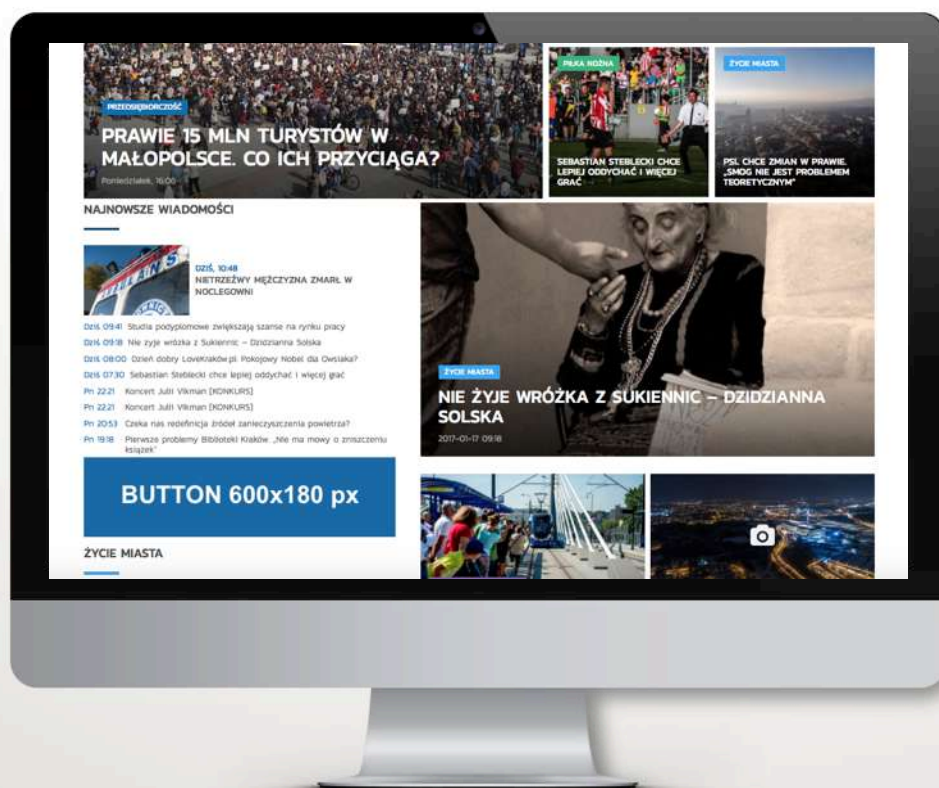 PRZEDSIĘBIORCZOŚĆ
PRAWIE 15 MLN TURYSTÓW W
MAŁOPOLSCE. CO ICH PRZYCIĄGA?
Poniedziałek, 16:00
PIŁKA NOŻNA
SEBASTIAN STEBLECKI CHCE
LEPIEJ ODDYCHAĆ I WIĘCEJ
GRAĆ
ŻYCIE MIASTA
PSL CHCE ZMIAN W PRAWIE.
„SMOG NIE JEST PROBLEMEM
TEORETYCZNYM”
NAJNOWSZE WIADOMOŚCI
DZIŚ, 10:48
NIETRZEŹWY MĘŻCZYZNA ZMARŁ W
NOCLEGOWNI
Dziś 09:41 Studia podyplomowe zwiększają szanse na rynku pracy
Dziś 09:18 Nie żyje wróżka z Sukiennic – Dzidzianna Solska
Dziś 08:00 Dzień dobry LoveKraków.pl. Pokojowy Nobel dla Owsiaka?
Dziś 07:30 Sebastian Steblecki chce lepiej oddychać i więcej grać
Pn 22:21 Koncert Julii Vikman [KONKURS]
Pn 22:21 Koncert Julii Vikman [KONKURS]
Pn 20:53 Czeka nas redefinicja źródeł zanieczyszczenia powietrza?
Pn 19:18 Pierwsze problemy Biblioteki Kraków. „Nie ma mowy o zniszczeniu
książek”
BUTTON 600x180 px
ŻYCIE MIASTA
ŻYCIE MIASTA
NIE ŻYJE WRÓŻKA Z SUKIENNIC – DZIDZIANNA
SOLSKA
2017-01-17 09:18